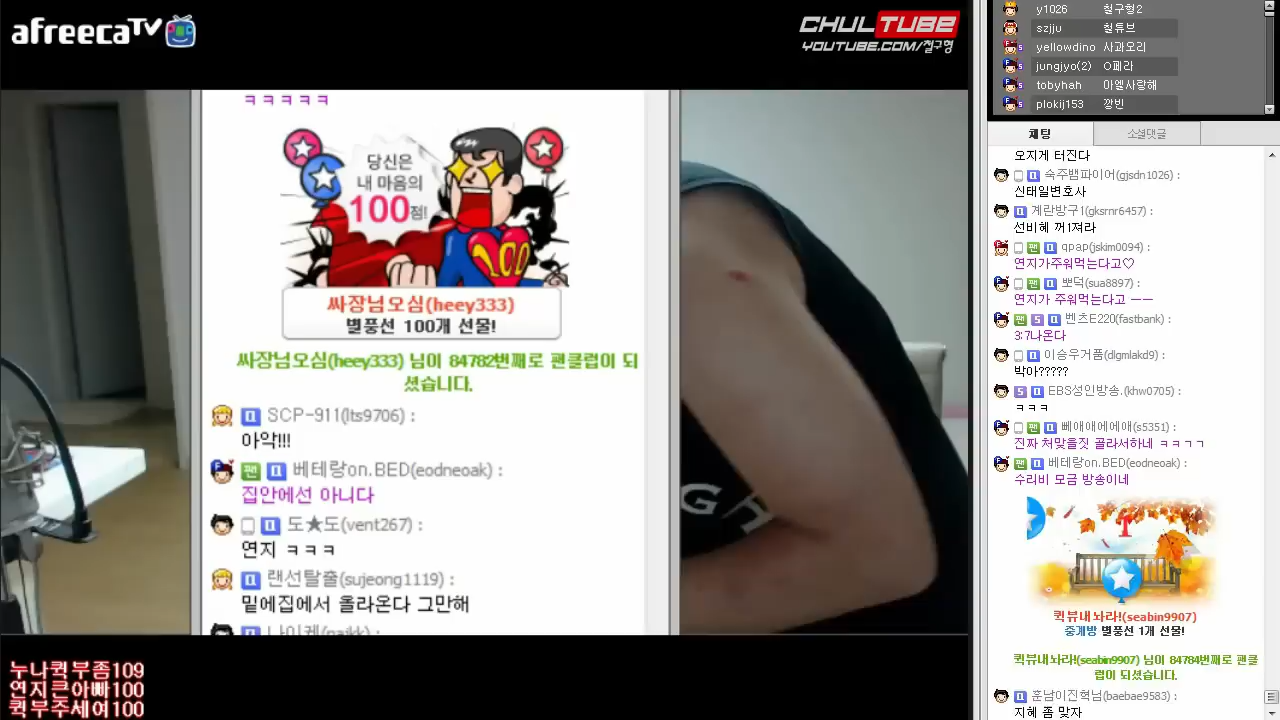 afreecaTV
CHULTUBE
YOUTUBE.COM/철구형
ㅋㅋㅋㅋㅋ
당신은
내 마음의
100점!
100
싸장님오심(heey333)
별풍선 100개 선물!
싸장님오심(heey333) 님이 84782번째로 팬클럽이 되
셨습니다.
SCP-911(lts9706) :
아악!!!
팬 베테랑on.BED(eodneoak) :
집안에선 아니다
도★도(vent267) :
연지 ㅋㅋㅋ
랜선탈출(sujeong1119) :
밑에집에서 올라온다 그만해
나이케(naikk) :
누나퀵부좀109
연지큰아빠100
퀵부주세여100
y1026 철구형2
szjju 철튜브
yellowdino 사과오리
jungjyo(2) O페라
tobyhah 아엘사랑해
plokij153 깡빈
채팅 소셜댓글
오지게 터진다
숙주뱀파이어(gjsdn1026) :
신태일변호사
계란방구!(gksrnr6457) :
선비혜 꺼1져라
팬 qpap(jskim0094) :
연지가주워먹는다고♡
팬 뽀덕(sua8897) :
연지가 주워먹는다고 ㅡㅡ
팬 S 벤츠E220(fastbank) :
3:7나온다
이승우거품(dlgmlakd9) :
박아?????
S EBS성인방송.(khw0705) :
ㅋㅋㅋ
팬 베애애에에애(s5351) :
진짜 처맞을짓 골라서하네 ㅋㅋㄱㄱ
팬 베테랑on.BED(eodneoak) :
수리비 모금 방송이네
1
퀵뷰내놔라!(seabin9907)
중계방 별풍선 1개 선물!
퀵뷰내놔라!(seabin9907) 님이 84784번째로 팬클
럽이 되셨습니다.
훈남이진혁님(baebae9583) :
지혜 좀 맞자